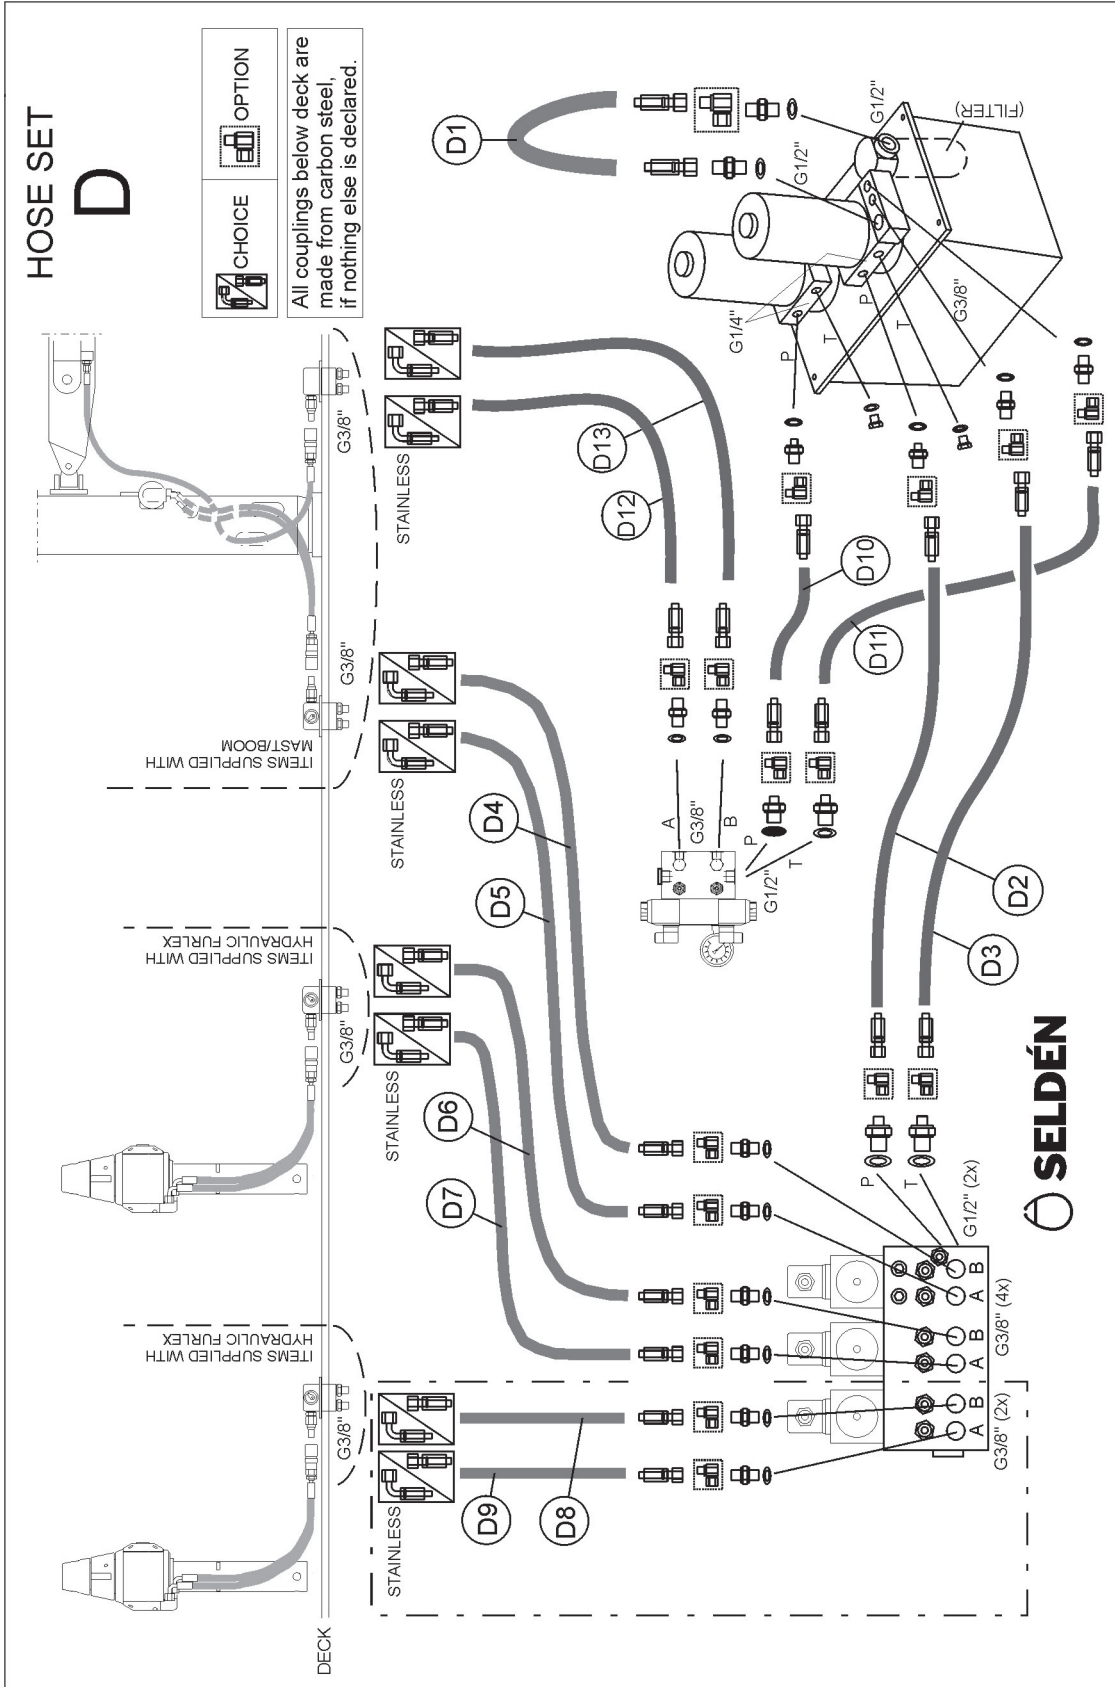 HOSE SET
D
CHOICE
OPTION
All couplings below deck are
made from carbon steel,
if nothing else is declared.
DECK
ITEMS SUPPLIED WITH
HYDRAULIC FURLEX
G3/8"
ITEMS SUPPLIED WITH
HYDRAULIC FURLEX
G3/8"
ITEMS SUPPLIED WITH
MAST/BOOM
G3/8"
G3/8"
STAINLESS
STAINLESS
STAINLESS
STAINLESS
D9
D8
D7
D6
D5
D4
D12
D13
D1
G1/2"
G1/2"
(FILTER)
G1/4"
P
T
P
T
G3/8"
A
G3/8"
B
P
T
G1/2"
D10
D11
D2
D3
P
T
G1/2" (2x)
A
B
A
B
A
B
G3/8" (2x)
G3/8" (4x)
SELDÉN